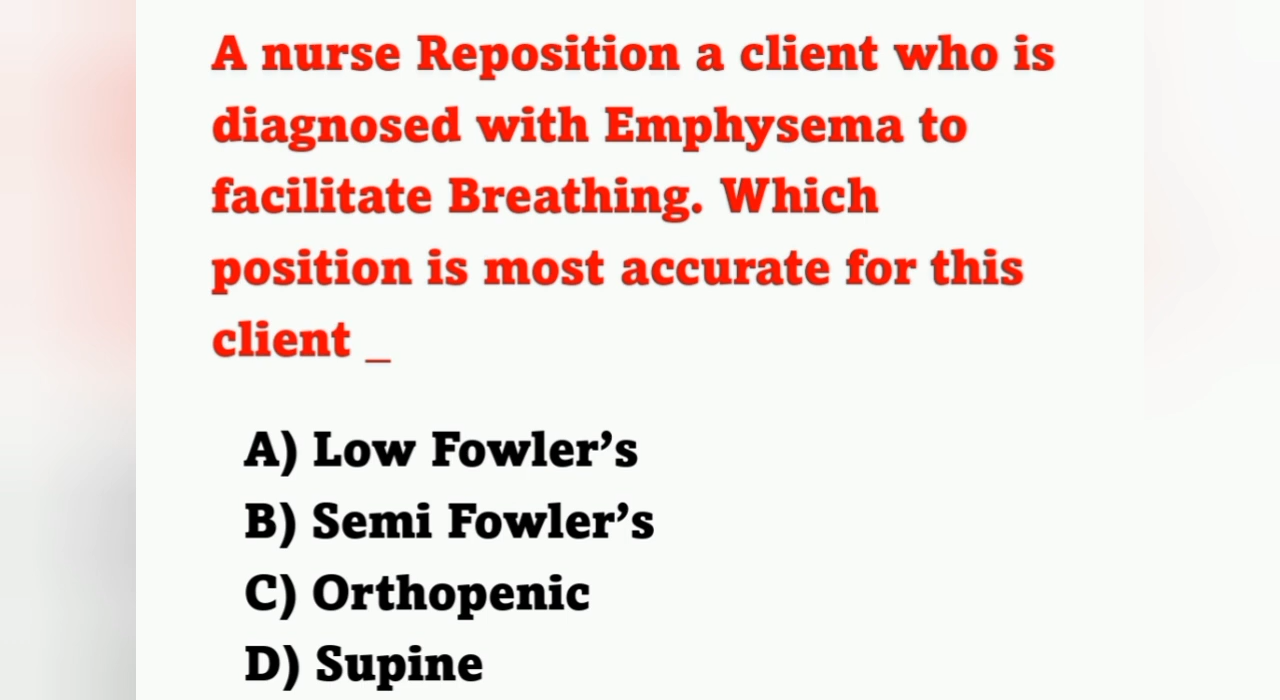 A nurse Reposition a client who is
diagnosed with Emphysema to
facilitate Breathing. Which
position is most accurate for this
client _
A) Low Fowler’s
B) Semi Fowler’s
C) Orthopenic
D) Supine